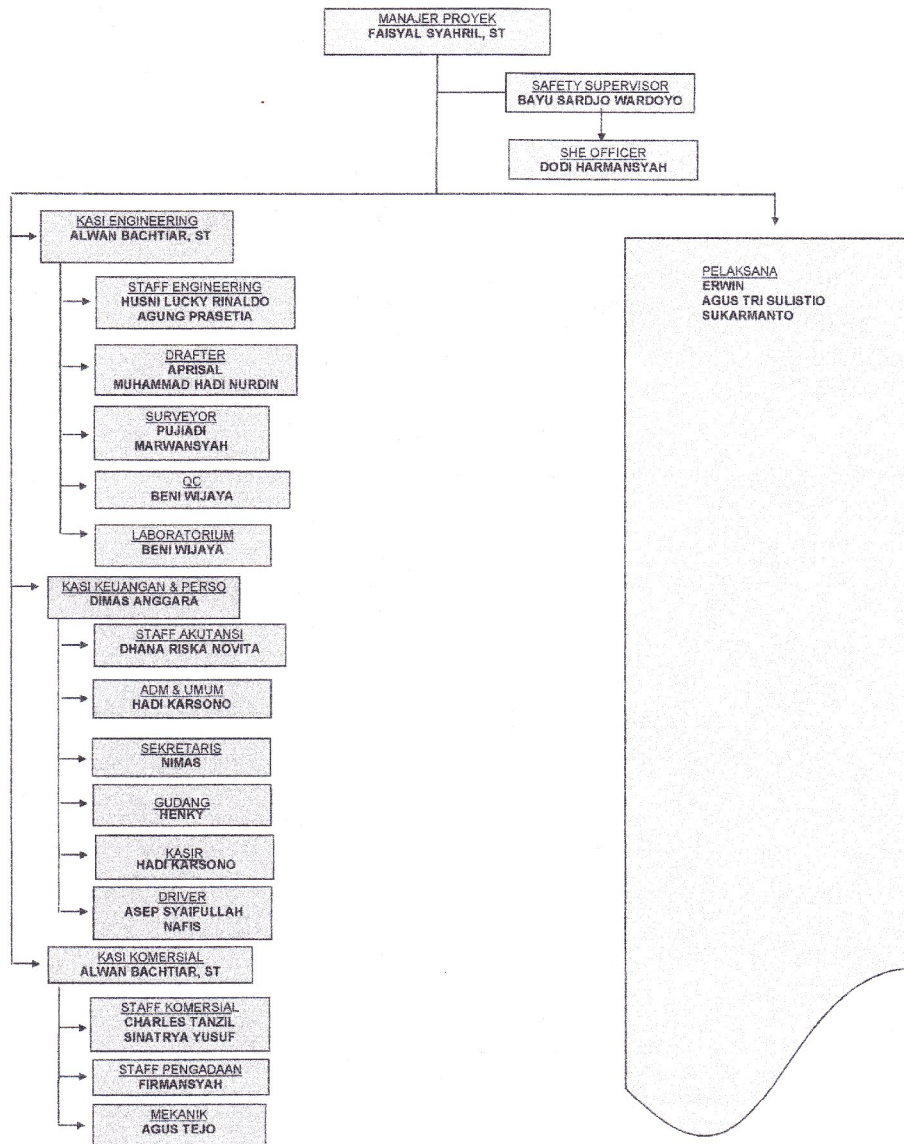 MANAJER PROYEK
FAISYAL SYAHRIL, ST
SAFETY SUPERVISOR
BAYU SARDJO WARDOYO
SHE OFFICER
DODI HARMANSYAH
KASI ENGINEERING
ALWAN BACHTIAR, ST
STAFF ENGINEERING
HUSNI LUCKY RINALDO
AGUNG PRASETIA
DRAFTER
APRISAL
MUHAMMAD HADI NURDIN
SURVEYOR
PUJIADI
MARWANSYAH
QC
BENI WIJAYA
LABORATORIUM
BENI WIJAYA
KASI KEUANGAN & PERSO
DIMAS ANGGARA
STAFF AKUTANSI
DHANA RISKA NOVITA
ADM & UMUM
HADI KARSONO
SEKRETARIS
NIMAS
GUDANG
HENKY
KASIR
HADI KARSONO
DRIVER
ASEP SYAIFULLAH
NAFIS
KASI KOMERSIAL
ALWAN BACHTIAR, ST
STAFF KOMERSIAL
CHARLES TANZIL
SINATRYA YUSUF
STAFF PENGADAAN
FIRMANSYAH
MEKANIK
AGUS TEJO
PELAKSANA
ERWIN
AGUS TRI SULISTIO
SUKARMANTO